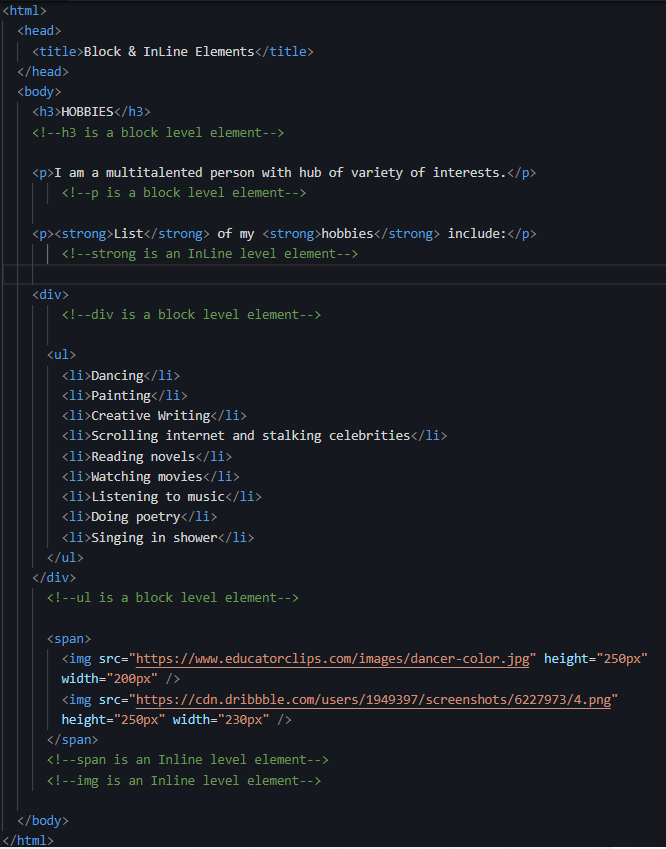 <html>
<head>
<title>Block & InLine Elements</title>
</head>
<body>
<h3>HOBBIES</h3>
<!--h3 is a block level element-->
<p>I am a multitalented person with hub of variety of interests.</p>
<!--p is a block level element-->
<p><strong>List</strong> of my <strong>hobbies</strong> include:</p>
<!--strong is an InLine level element-->
<div>
<!--div is a block level element-->
<ul>
<li>Dancing</li>
<li>Painting</li>
<li>Creative Writing</li>
<li>Scrolling internet and stalking celebrities</li>
<li>Reading novels</li>
<li>Watching movies</li>
<li>Listening to music</li>
<li>Doing poetry</li>
<li>Singing in shower</li>
</ul>
</div>
<!--ul is a block level element-->
<span>
<img src="https://www.educatorclips.com/images/dancer-color.jpg" height="250px"
width="200px" />
<img src="https://cdn.dribbble.com/users/1949397/screenshots/6227973/4.png"
height="250px" width="230px" />
</span>
<!--span is an Inline level element-->
<!--img is an Inline level element-->
</body>
</html>